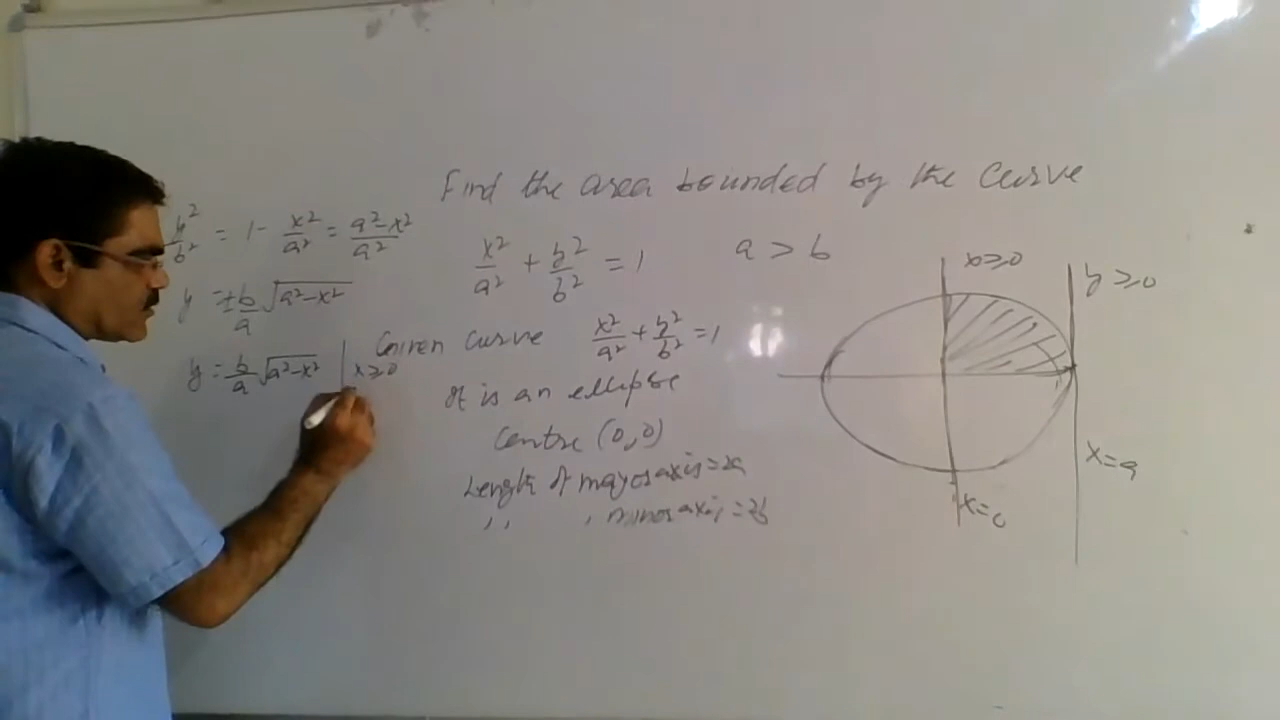 Find the area bounded by the curve
x²/a² + y²/b² = 1 a > b
y²/b² = 1 - x²/a² = a²-x²/a²
y = ± b/a √a²-x²
y = b/a √a²-x² | x ≥ 0
Given curve x²/a² + y²/b² = 1
It is an ellipse
Centre (0,0)
Length of mayor axis = 2a
,, , minor axis = 2b
x ≥ 0
y ≥ 0
x = a
x = 0